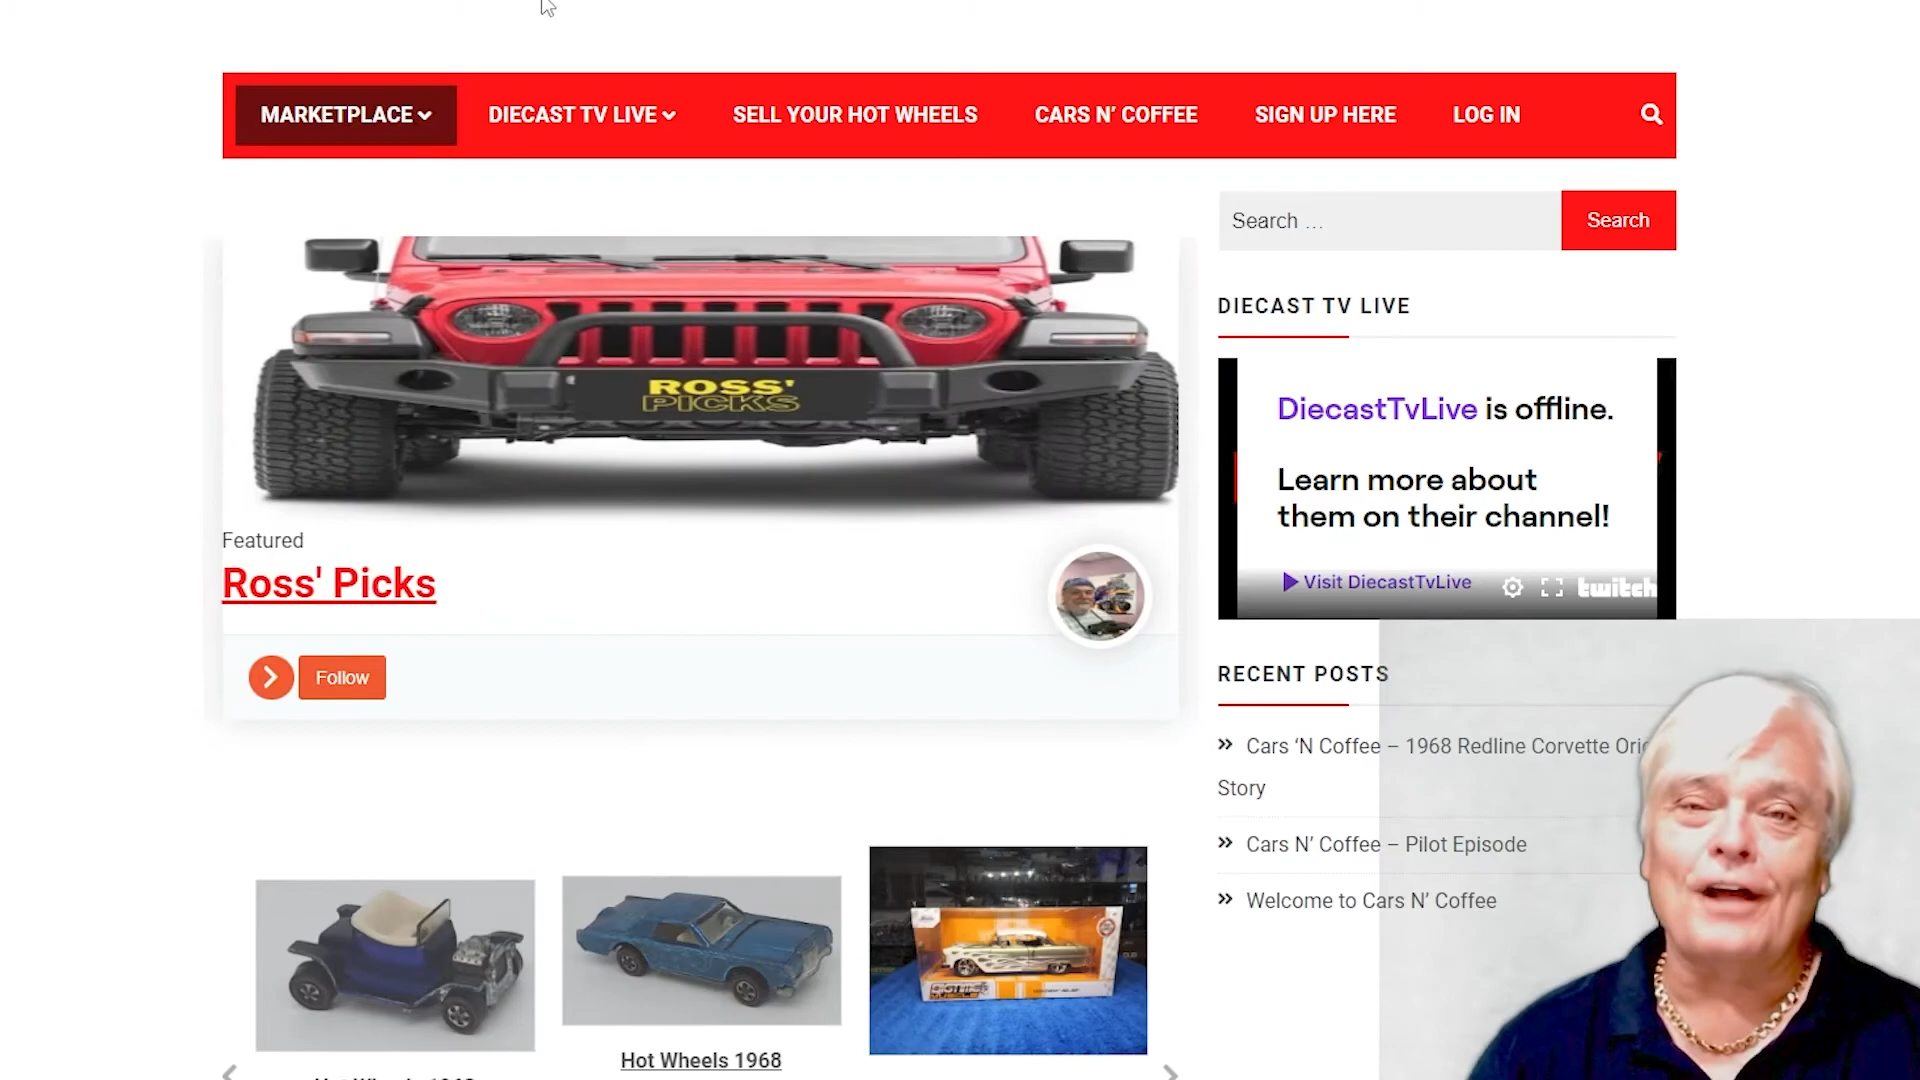 MARKETPLACE
DIECAST TV LIVE
SELL YOUR HOT WHEELS
CARS N’ COFFEE
SIGN UP HERE
LOG IN
Search …
Search
ROSS'
PICKS
Featured
Ross' Picks
Follow
DIECAST TV LIVE
DiecastTvLive is offline.
Learn more about
them on their channel!
Visit DiecastTvLive
twitch
RECENT POSTS
Cars ‘N Coffee – 1968 Redline Corvette
Story
Cars N’ Coffee – Pilot Episode
Welcome to Cars N’ Coffee
Hot Wheels 1968